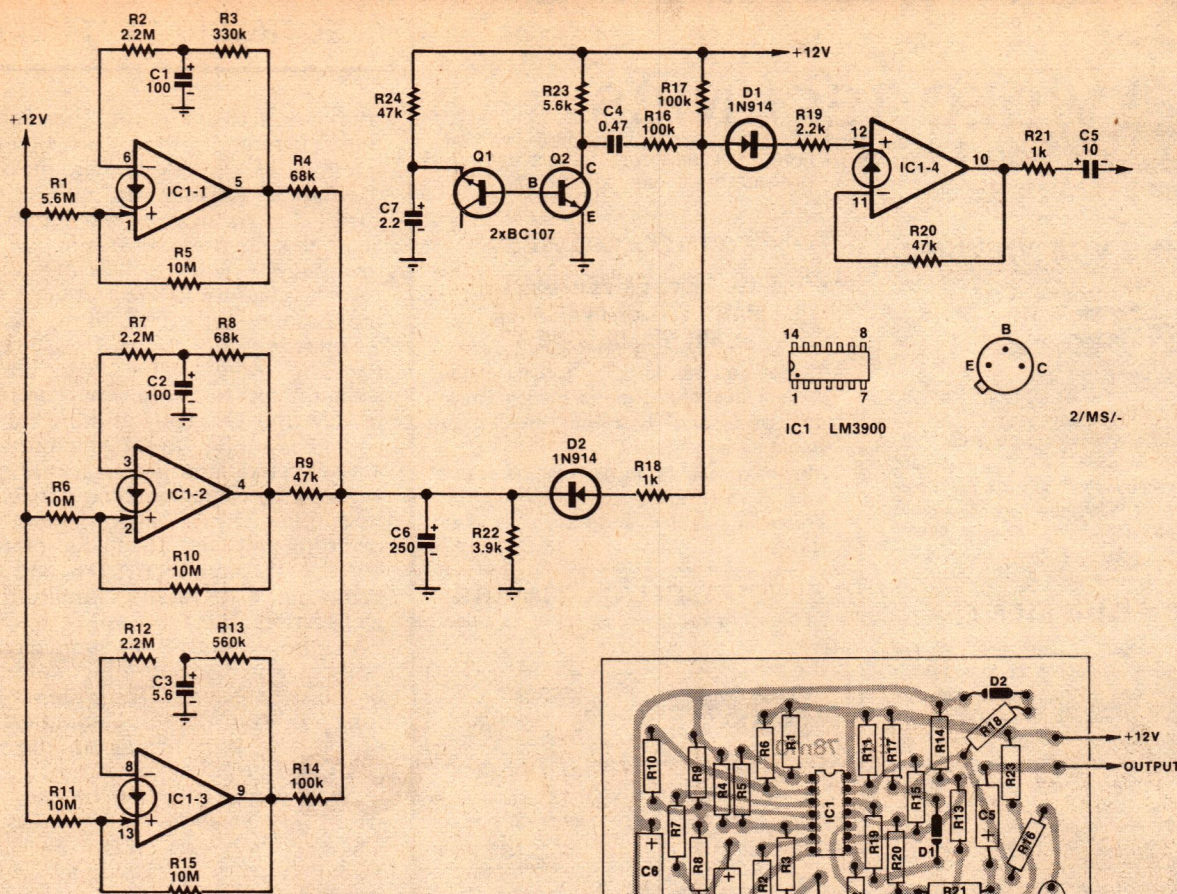 R2
2.2M
R3
330k
C1
100
+
-
+12V
R1
5.6M
6
−
IC1-1
5
+
1
R4
68k
R5
10M
R7
2.2M
R8
68k
C2
100
+
-
R6
10M
3
−
IC1-2
4
+
2
R9
47k
R10
10M
R12
2.2M
R13
560k
C3
5.6
+
-
R11
10M
8
−
IC1-3
9
+
13
R14
100k
R15
10M
+12V
R24
47k
C7
2.2
+
-
Q1
R23
5.6k
B
Q2
C
E
2xBC107
C4
0.47
R16
100k
R17
100k
D1
1N914
R19
2.2k
12
+
IC1-4
10
−
11
R20
47k
R21
1k
C5
10
+
-
14
8
1
7
IC1 LM3900
B
E
C
2/MS/-
D2
1N914
R18
1k
C6
250
+
-
R22
3.9k
D2
R18
+12V
OUTPUT
R10
R9
R4
R5
R6
R1
R11
R17
R14
R23
R15
R13
C5
+
R16
IC1
R7
R8
C6
+
+
R2
R3
R19
R20
D1
R21